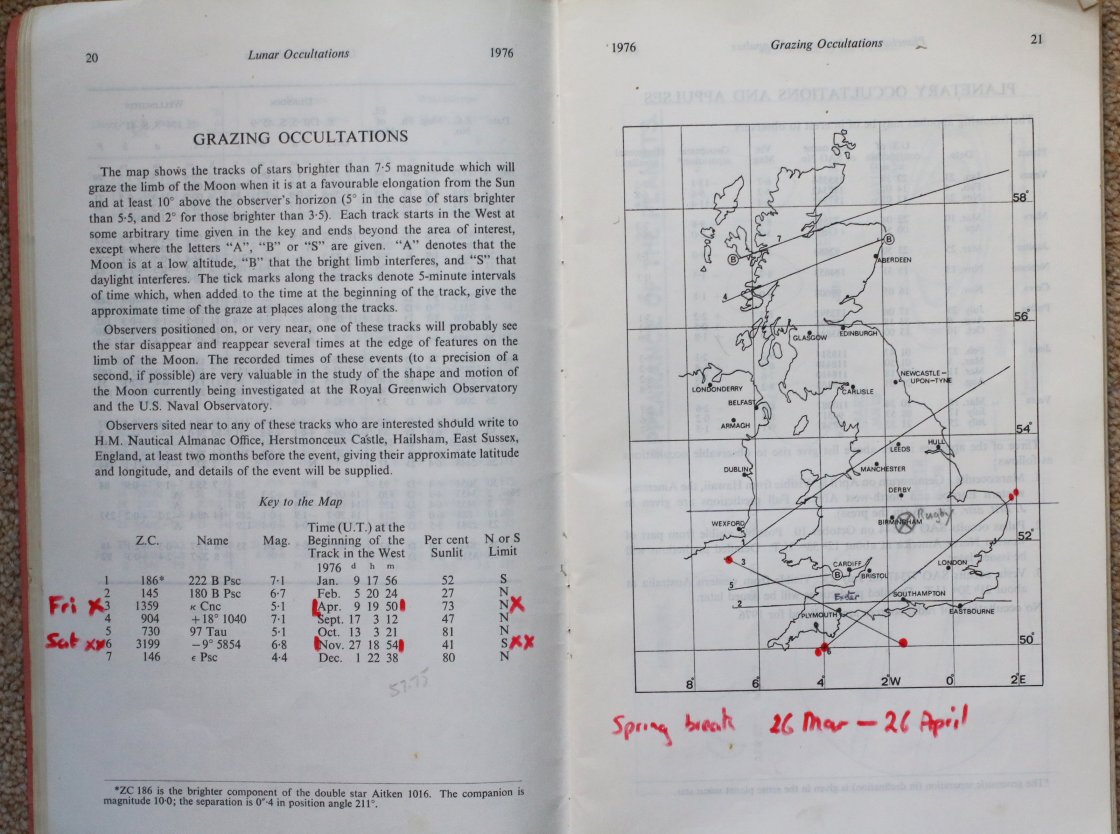 20 Lunar Occultations 1976
GRAZING OCCULTATIONS
The map shows the tracks of stars brighter than 7·5 magnitude which will
graze the limb of the Moon when it is at a favourable elongation from the Sun
and at least 10° above the observer's horizon (5° in the case of stars brighter
than 5·5, and 2° for those brighter than 3·5). Each track starts in the West at
some arbitrary time given in the key and ends beyond the area of interest,
except where the letters "A", "B" or "S" are given. "A" denotes that the
Moon is at a low altitude, "B" that the bright limb interferes, and "S" that
daylight interferes. The tick marks along the tracks denote 5-minute intervals
of time which, when added to the time at the beginning of the track, give the
approximate time of the graze at places along the tracks.
Observers positioned on, or very near, one of these tracks will probably see
the star disappear and reappear several times at the edge of features on the
limb of the Moon. The recorded times of these events (to a precision of a
second, if possible) are very valuable in the study of the shape and motion of
the Moon currently being investigated at the Royal Greenwich Observatory
and the U.S. Naval Observatory.
Observers sited near to any of these tracks who are interested should write to
H.M. Nautical Almanac Office, Herstmonceux Castle, Hailsham, East Sussex,
England, at least two months before the event, giving their approximate latitude
and longitude, and details of the event will be supplied.
Key to the Map
Time (U.T.) at the
Z.C. Name Mag. Beginning of the Per cent N or S
Track in the West Sunlit Limit
1976 d h m
1 186* 222 B Psc 7·1 Jan. 9 17 56 52 S
2 145 180 B Psc 6·7 Feb. 5 20 24 27 N
Fri x 3 1359 κ Cnc 5·1 Apr. 9 19 50 73 N x
4 904 +18° 1040 7·1 Sept. 17 3 12 47 N
5 730 97 Tau 5·1 Oct. 13 3 21 81 N
Sat xx 6 3199 −9° 5854 6·8 Nov. 27 18 54 41 S xx
7 146 ε Psc 4·4 Dec. 1 22 38 80 N
57.75
*ZC 186 is the brighter component of the double star Aitken 1016. The companion is
magnitude 10·0; the separation is 0″·4 in position angle 211°.
1976 Grazing Occultations 21
58°
7
B
B
ABERDEEN
4
56°
GLASGOW
EDINBURGH
NEWCASTLE-
UPON-TYNE
LONDONDERRY
CARLISLE
BELFAST
ARMAGH
54°
HULL
LEEDS
DUBLIN
MANCHESTER
DERBY
Rugby
WEXFORD
BIRMINGHAM
52°
1
3
CARDIFF
LONDON
5
B
BRISTOL
Exeter
SOUTHAMPTON
2
EASTBOURNE
PLYMOUTH
50°
6
8° 6 4 2°W 0° 2°E
Spring break 26 Mar – 26 April